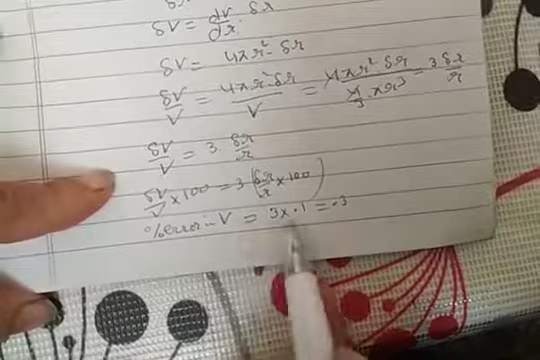 δV = dV/dr · δr
δV = 4πr² · δr
δV/V = 4πr² δr/V = 4πr² δr/(4/3 πr³) = 3 δr/r
δV/V = 3 · δr/r
δV/V × 100 = 3 (δr/r × 100)
% error in V = 3 × .1 = .3